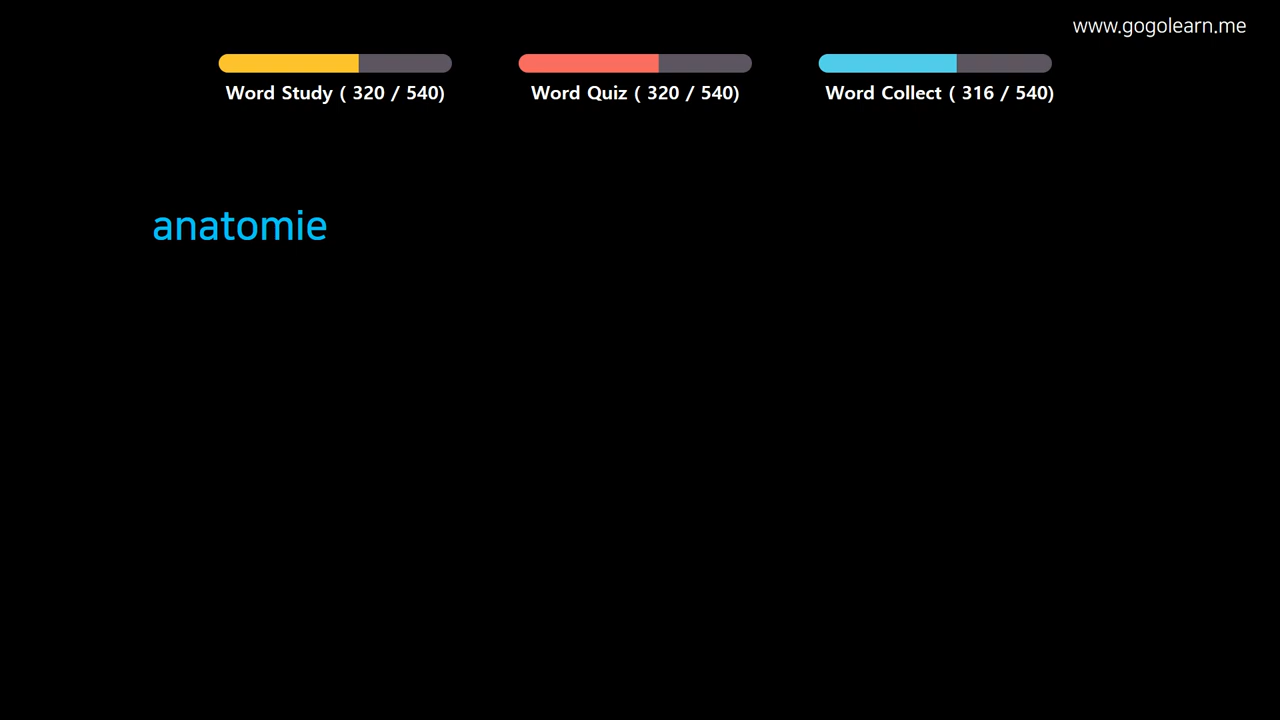 www.gogolearn.me
Word Study ( 320 / 540)
Word Quiz ( 320 / 540)
Word Collect ( 316 / 540)
anatomie